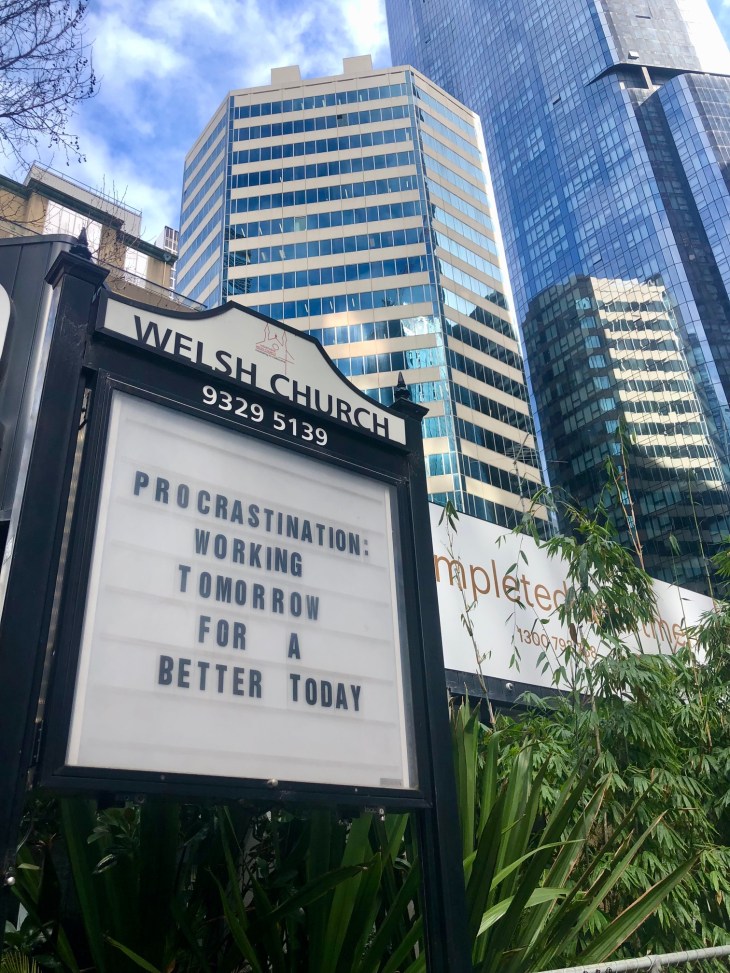 WELSH CHURCH
9329 5139
PROCRASTINATION:
WORKING
TOMORROW
FOR A
BETTER TODAY